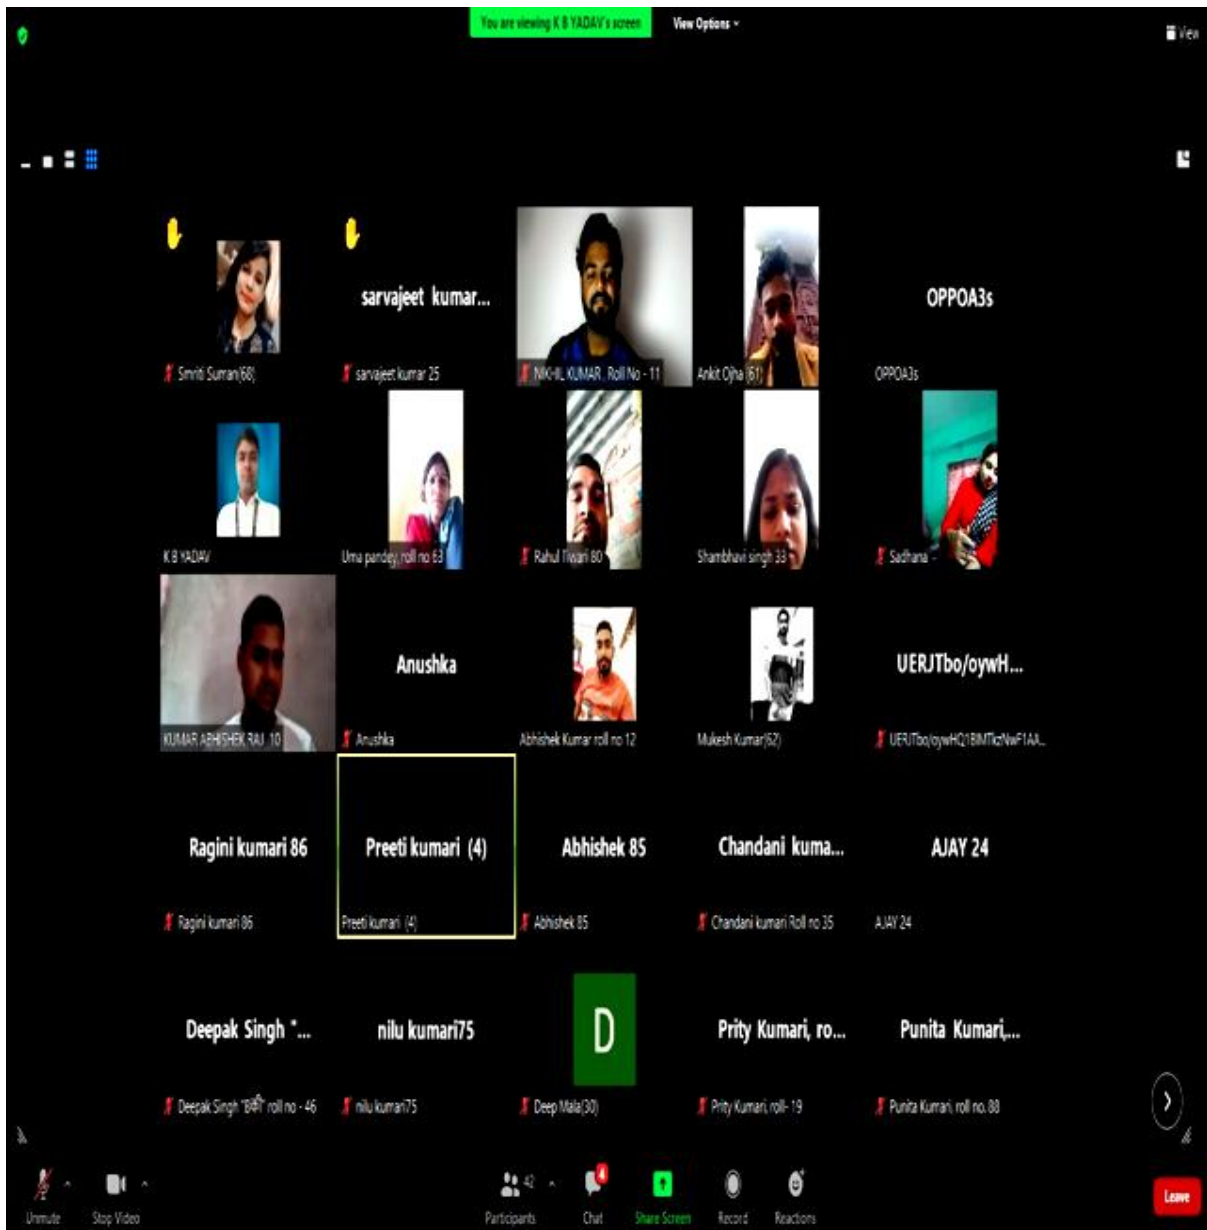 You are viewing K B YADAV's screen View Options
View
sarvajeet kumar...
OPPOA3s
Smriti Suman(68)
sarvajeet kumar 25
NIKHIL KUMAR , Roll No - 11
Ankit Ojha (61)
OPPOA3s
K B YADAV
Uma pandey, roll no 63
Rahul Tiwari 80
Shambhavi singh 33
Sadhana -
Anushka
UERJTbo/oywH...
KUMAR ABHISHEK RAJ 10
Anushka
Abhishek Kumar roll no 12
Mukesh Kumar(62)
Ragini kumari 86
Preeti kumari (4)
Abhishek 85
Chandani kuma...
AJAY 24
Ragini kumari 86
Preeti kumari (4)
Abhishek 85
Chandani kumari Roll no 35
AJAY 24
Deepak Singh "...
nilu kumari75
D
Prity Kumari, ro...
Punita Kumari,...
Deepak Singh roll no - 46
nilu kumari75
Deep Mala(30)
Prity Kumari, roll- 19
Punita Kumari, roll no. 88
42
4
Unmute
Stop Video
Participants
Chat
Share Screen
Record
Reactions
Leave